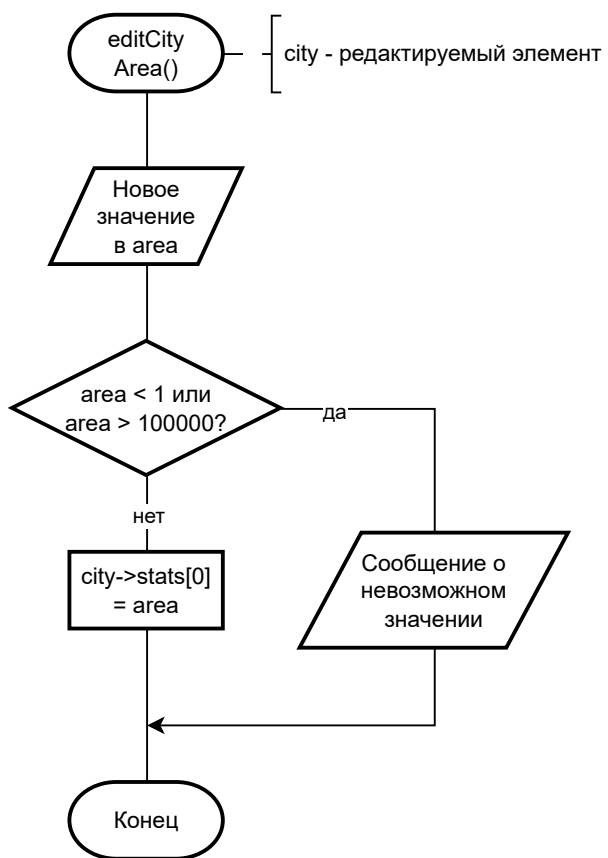 editCity
Area()
city - редактируемый элемент
Новое
значение
в area
area < 1 или
area > 100000?
да
нет
city->stats[0]
= area
Сообщение о
невозможном
значении
Конец